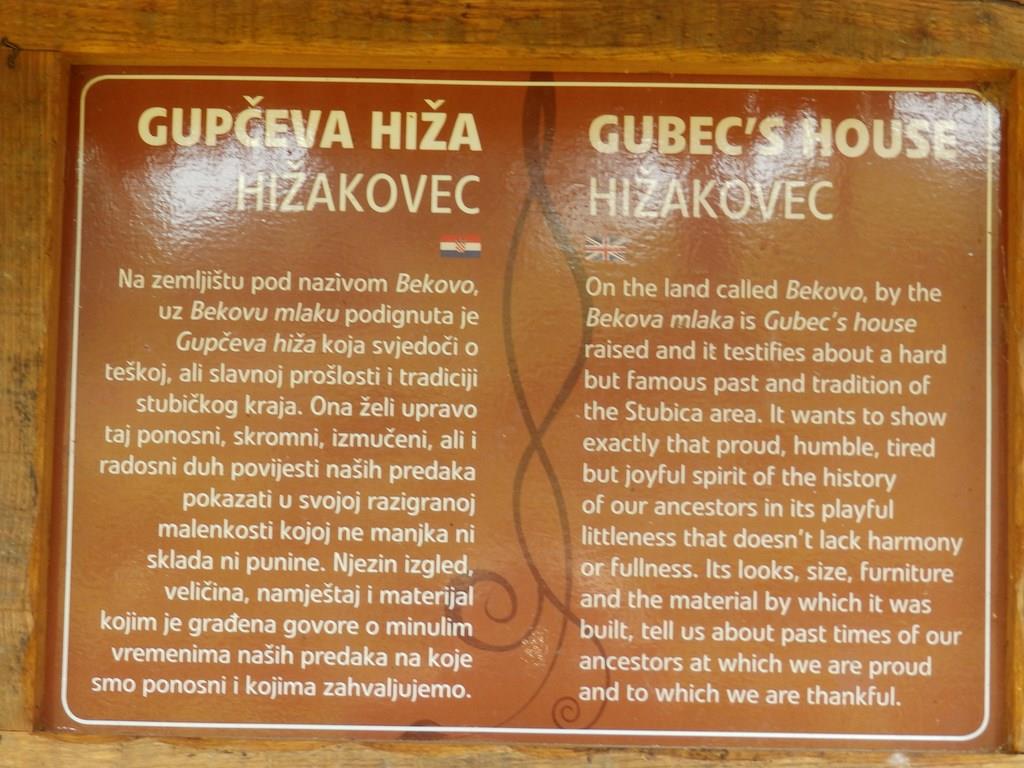 GUPČEVA HIŽA
HIŽAKOVEC
Na zemljištu pod nazivom Bekovo,
uz Bekovu mlaku podignuta je
Gupčeva hiža koja svjedoči o
teškoj, ali slavnoj prošlosti i tradiciji
stubičkog kraja. Ona želi upravo
taj ponosni, skromni, izmučeni, ali i
radosni duh povijesti naših predaka
pokazati u svojoj razigranoj
malenkosti kojoj ne manjka ni
sklada ni punine. Njezin izgled,
veličina, namještaj i materijal
kojim je građena govore o minulim
vremenima naših predaka na koje
smo ponosni i kojima zahvaljujemo.
GUBEC'S HOUSE
HIŽAKOVEC
On the land called Bekovo, by the
Bekova mlaka is Gubec's house
raised and it testifies about a hard
but famous past and tradition of
the Stubica area. It wants to show
exactly that proud, humble, tired
but joyful spirit of the history
of our ancestors in its playful
littleness that doesn't lack harmony
or fullness. Its looks, size, furniture
and the material by which it was
built, tell us about past times of our
ancestors at which we are proud
and to which we are thankful.